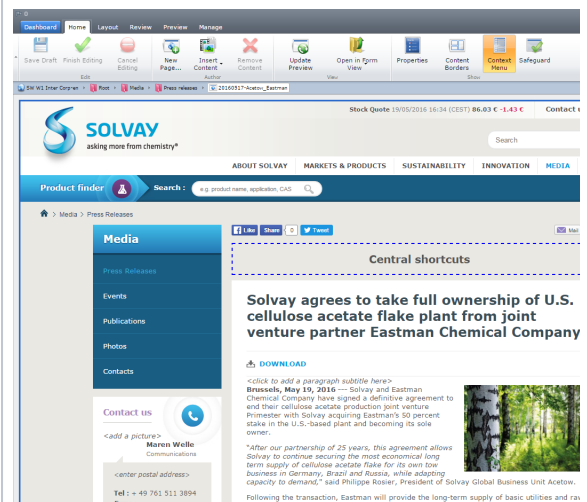 Dashboard Home Layout Review Preview Manage
Save Draft Finish Editing Cancel Editing New Page... Insert Content Remove Content Update Preview Open in Form View Properties Content Borders Context Menu Safeguard
Edit Author View Show
SW W1 Inter Corp-en Root Media Press releases 20160517-Acetow_Eastman
Stock Quote 19/05/2016 16:34 (CEST) 86.03 € -1.43 € Contact u
SOLVAY
asking more from chemistry®
Search
ABOUT SOLVAY MARKETS & PRODUCTS SUSTAINABILITY INNOVATION MEDIA
Product finder Search : e.g. product name, application, CAS
> Media > Press Releases
Like Share 0 Tweet Mail
Media
Press Releases
Events
Publications
Photos
Contacts
Contact us
<add a picture>
Maren Welle
Communications
<enter postal address>
Tel : + 49 761 511 3894
Central shortcuts
Solvay agrees to take full ownership of U.S.
cellulose acetate flake plant from joint
venture partner Eastman Chemical Company
DOWNLOAD
<click to add a paragraph subtitle here>
Brussels, May 19, 2016 --- Solvay and Eastman
Chemical Company have signed a definitive agreement to
end their cellulose acetate production joint venture
Primester with Solvay acquiring Eastman's 50 percent
stake in the U.S.-based plant and becoming its sole
owner.
"After our partnership of 25 years, this agreement allows
Solvay to continue securing the most economical long
term supply of cellulose acetate flake for its own tow
business in Germany, Brazil and Russia, while adapting
capacity to demand," said Philippe Rosier, President of Solvay Global Business Unit Acetow.
Following the transaction, Eastman will provide the long-term supply of basic utilities and raw